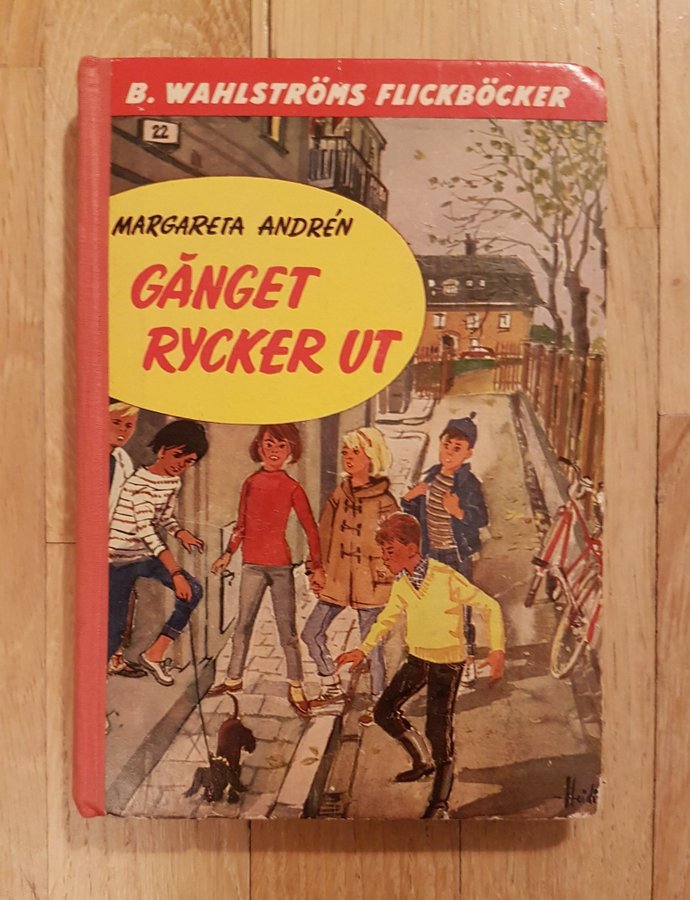 B. WAHLSTRÖMS FLICKBÖCKER
22
MARGARETA ANDRÉN
GÄNGET
RYCKER UT
Heidi